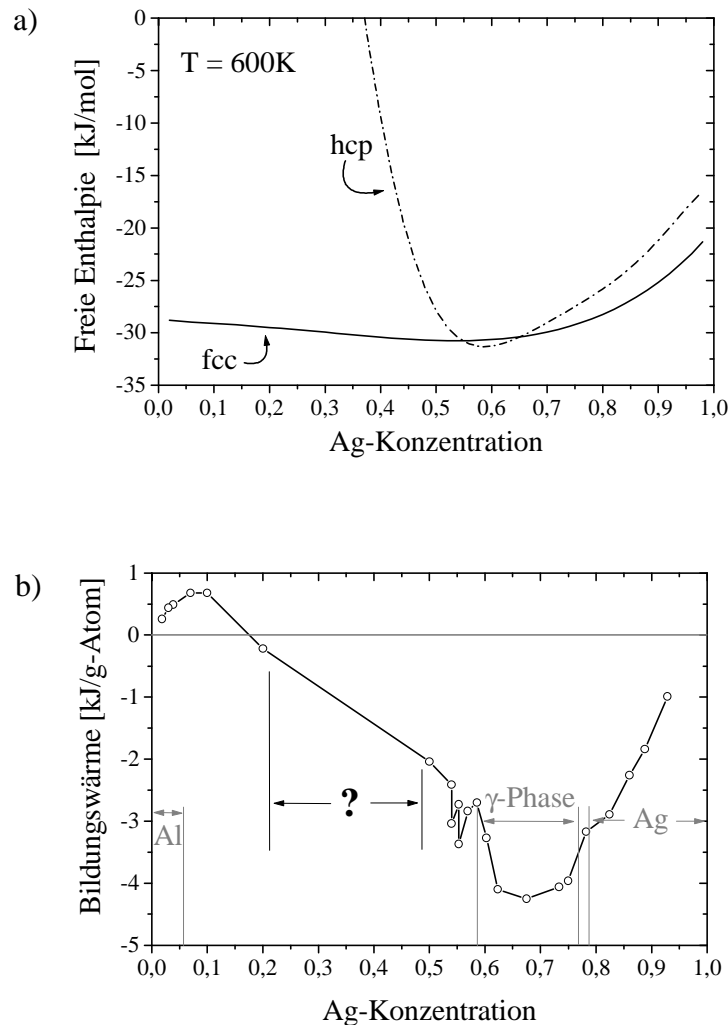 a)
T = 600K
hcp
fcc
Freie Enthalpie [kJ/mol]
0
-5
-10
-15
-20
-25
-30
-35
0,0 0,1 0,2 0,3 0,4 0,5 0,6 0,7 0,8 0,9 1,0
Ag-Konzentration
b)
Bildungswärme [kJ/g-Atom]
1
0
-1
-2
-3
-4
-5
Al
?
γ-Phase
Ag
0,0 0,1 0,2 0,3 0,4 0,5 0,6 0,7 0,8 0,9 1,0
Ag-Konzentration